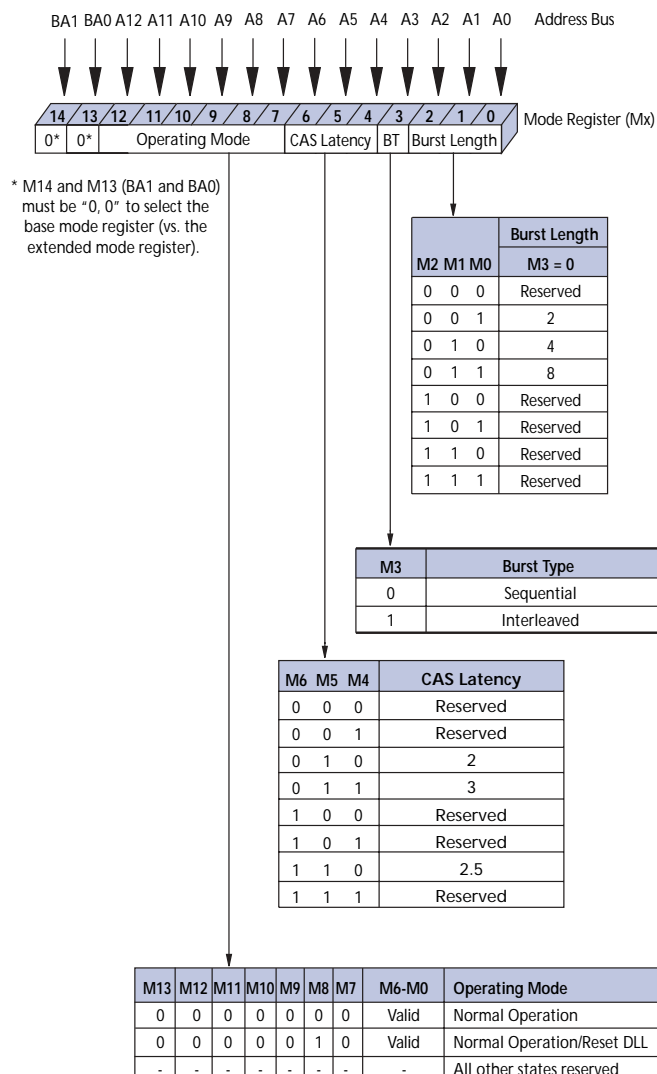 BA1 BA0 A12 A11 A10 A9 A8 A7 A6 A5 A4 A3 A2 A1 A0 Address Bus
14 13 12 11 10 9 8 7 6 5 4 3 2 1 0 Mode Register (Mx)
0* 0* Operating Mode CAS Latency BT Burst Length
* M14 and M13 (BA1 and BA0)
must be "0, 0" to select the
base mode register (vs. the
extended mode register).
Burst Length
M2 M1 M0 M3 = 0
0 0 0 Reserved
0 0 1 2
0 1 0 4
0 1 1 8
1 0 0 Reserved
1 0 1 Reserved
1 1 0 Reserved
1 1 1 Reserved
M3 Burst Type
0 Sequential
1 Interleaved
M6 M5 M4 CAS Latency
0 0 0 Reserved
0 0 1 Reserved
0 1 0 2
0 1 1 3
1 0 0 Reserved
1 0 1 Reserved
1 1 0 2.5
1 1 1 Reserved
M13 M12 M11 M10 M9 M8 M7 M6-M0 Operating Mode
0 0 0 0 0 0 0 Valid Normal Operation
0 0 0 0 0 1 0 Valid Normal Operation/Reset DLL
- - - - - - - - All other states reserved